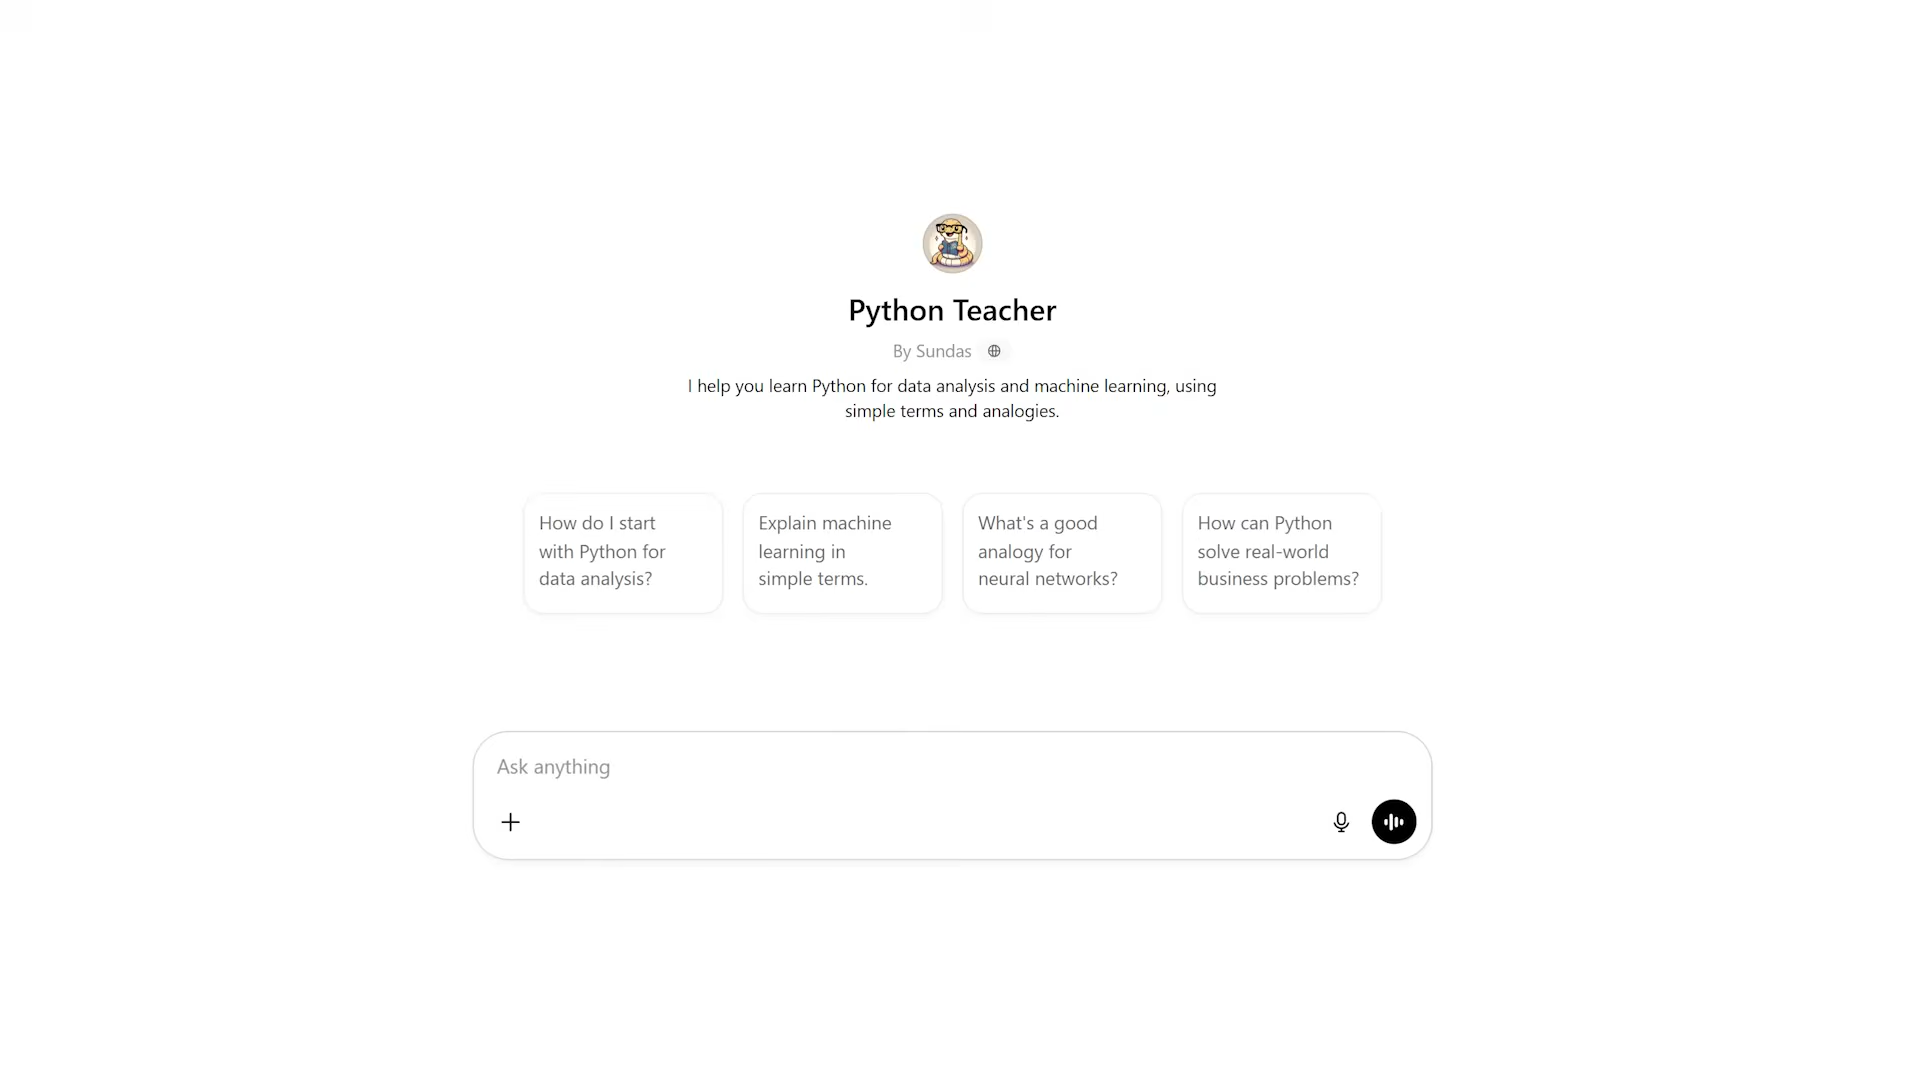 Python Teacher
By Sundas
I help you learn Python for data analysis and machine learning, using
simple terms and analogies.
How do I start
with Python for
data analysis?
Explain machine
learning in
simple terms.
What's a good
analogy for
neural networks?
How can Python
solve real-world
business problems?
Ask anything